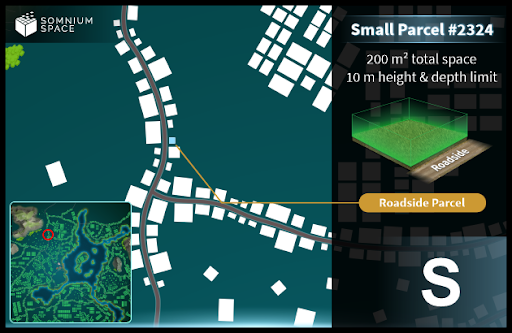 SOMNIUM
SPACE
Small Parcel #2324
200 m² total space
10 m height & depth limit
Roadside
Roadside Parcel
S